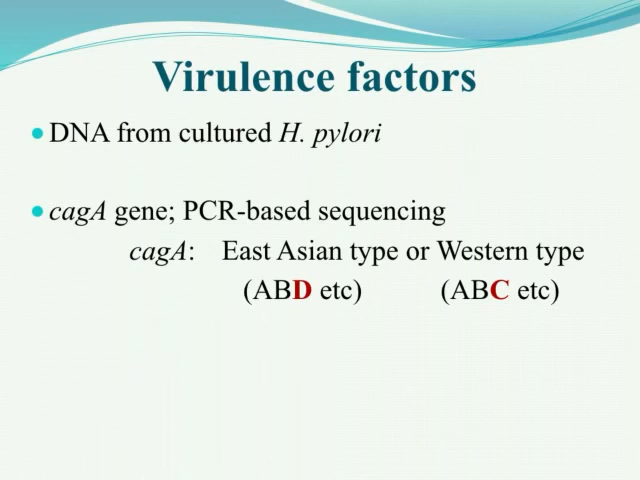 Virulence factors
• DNA from cultured H. pylori
• cagA gene; PCR-based sequencing
cagA: East Asian type or Western type
(ABD etc) (ABC etc)